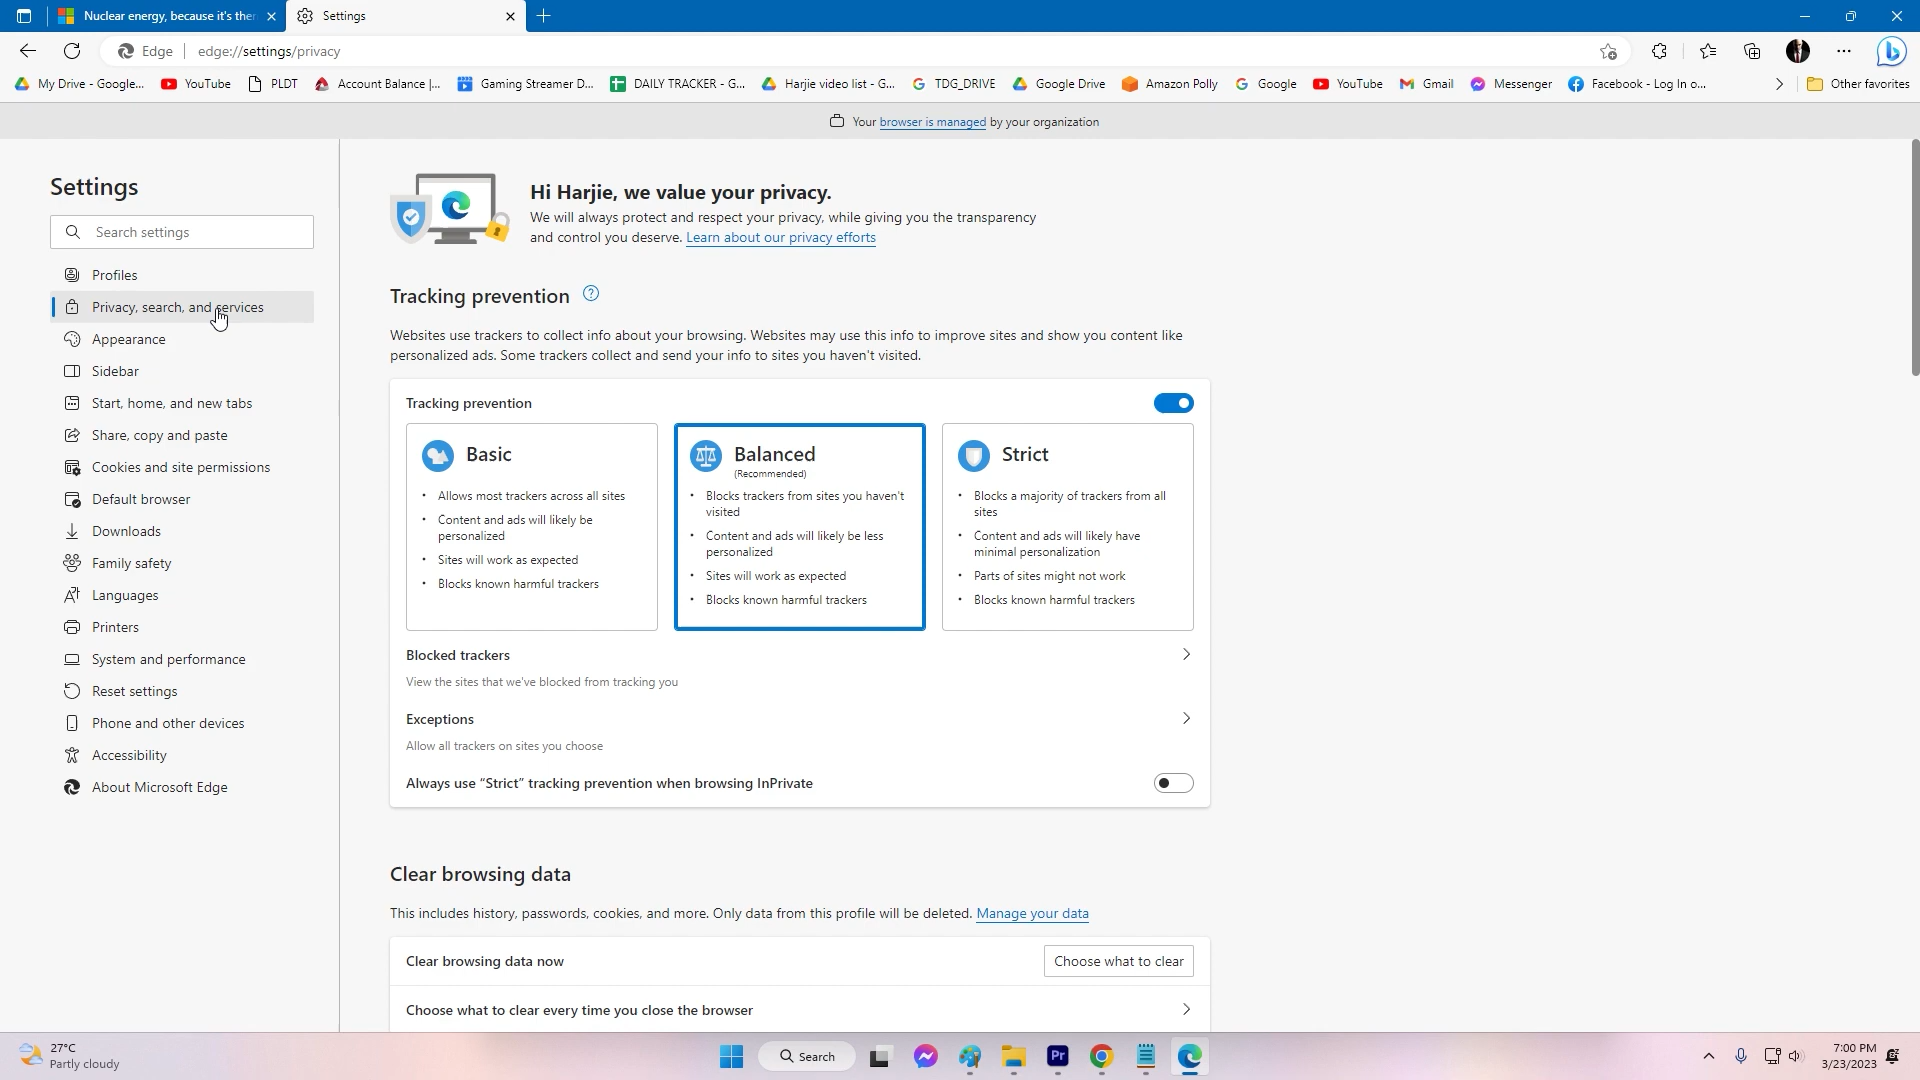 Nuclear energy, because it's ther
Settings
Edge
edge://settings/privacy
My Drive - Google...
YouTube
PLDT
Account Balance |...
Gaming Streamer D...
DAILY TRACKER - G...
Harjie video list - G...
TDG_DRIVE
Google Drive
Amazon Polly
Google
YouTube
Gmail
Messenger
Facebook - Log In o...
Other favorites
Your browser is managed by your organization
Settings
Search settings
Profiles
Privacy, search, and services
Appearance
Sidebar
Start, home, and new tabs
Share, copy and paste
Cookies and site permissions
Default browser
Downloads
Family safety
Languages
Printers
System and performance
Reset settings
Phone and other devices
Accessibility
About Microsoft Edge
Hi Harjie, we value your privacy.
We will always protect and respect your privacy, while giving you the transparency
and control you deserve. Learn about our privacy efforts
Tracking prevention
Websites use trackers to collect info about your browsing. Websites may use this info to improve sites and show you content like
personalized ads. Some trackers collect and send your info to sites you haven't visited.
Tracking prevention
Basic
• Allows most trackers across all sites
• Content and ads will likely be
personalized
• Sites will work as expected
• Blocks known harmful trackers
Balanced
(Recommended)
• Blocks trackers from sites you haven't
visited
• Content and ads will likely be less
personalized
• Sites will work as expected
• Blocks known harmful trackers
Strict
• Blocks a majority of trackers from all
sites
• Content and ads will likely have
minimal personalization
• Parts of sites might not work
• Blocks known harmful trackers
Blocked trackers
View the sites that we've blocked from tracking you
Exceptions
Allow all trackers on sites you choose
Always use “Strict” tracking prevention when browsing InPrivate
Clear browsing data
This includes history, passwords, cookies, and more. Only data from this profile will be deleted. Manage your data
Clear browsing data now
Choose what to clear
Choose what to clear every time you close the browser
27°C
Partly cloudy
Search
Pr
7:00 PM
3/23/2023